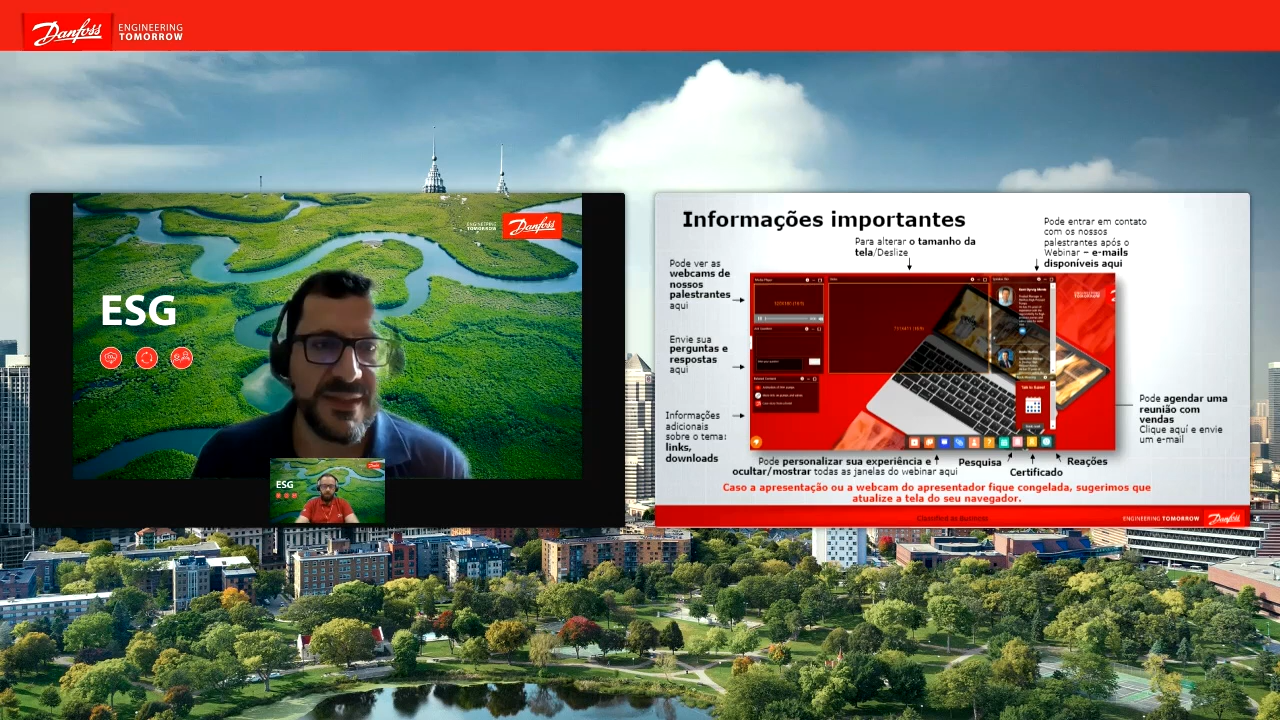 Danfoss
ENGINEERING
TOMORROW
ENGINEERING
TOMORROW
Danfoss
ESG
ESG
Informações importantes
Para alterar o tamanho da
tela/Deslize
Pode entrar em contato
com os nossos
palestrantes após o
Webinar – e-mails
disponíveis aqui
Pode ver as
webcams de
nossos
palestrantes
aqui
Envie sua
perguntas e
respostas
aqui
Informações
adicionais
sobre o tema:
links,
downloads
Pode agendar uma
reunião com
vendas
Clique aquí e envie
um e-mail
Pode personalizar sua experiência e
ocultar/mostrar todas as janelas do webinar aqui
Pesquisa
Certificado
Reações
Caso a apresentação ou a webcam do apresentador fique congelada, sugerimos que
atualize a tela do seu navegador.
Classified as Business
ENGINEERING TOMORROW
Danfoss